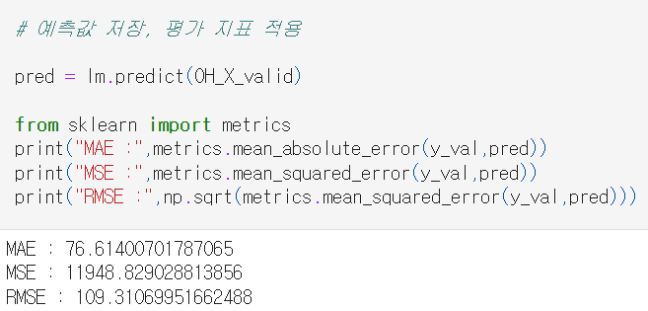 # 예측값 저장, 평가 지표 적용
pred = lm.predict(OH_X_valid)
from sklearn import metrics
print("MAE :",metrics.mean_absolute_error(y_val,pred))
print("MSE :",metrics.mean_squared_error(y_val,pred))
print("RMSE :",np.sqrt(metrics.mean_squared_error(y_val,pred)))
MAE : 76.61400701787065
MSE : 11948.829028813856
RMSE : 109.31069951662488